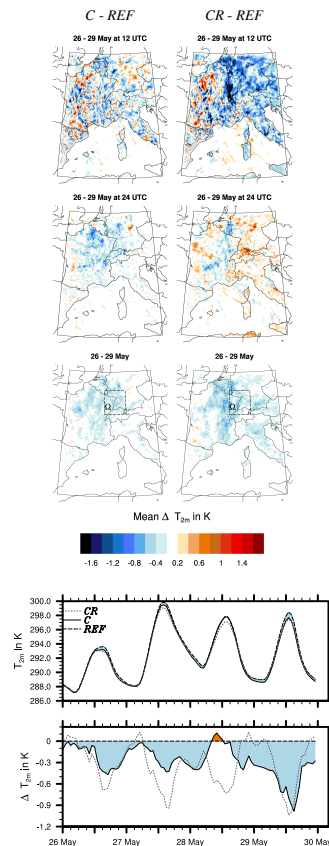 C - REF CR - REF
26 - 29 May at 12 UTC 26 - 29 May at 12 UTC
26 - 29 May at 24 UTC 26 - 29 May at 24 UTC
26 - 29 May 26 - 29 May
Ω Ω
Mean Δ T2m in K
-1.6 -1.2 -0.8 -0.4 0.2 0.6 1 1.4
300.0
298.0
296.0
294.0
292.0
290.0
288.0
286.0
T2m in K
CR
C
REF
0
-0.3
-0.6
-0.9
-1.2
Δ T2m in K
26 May 27 May 28 May 29 May 30 May